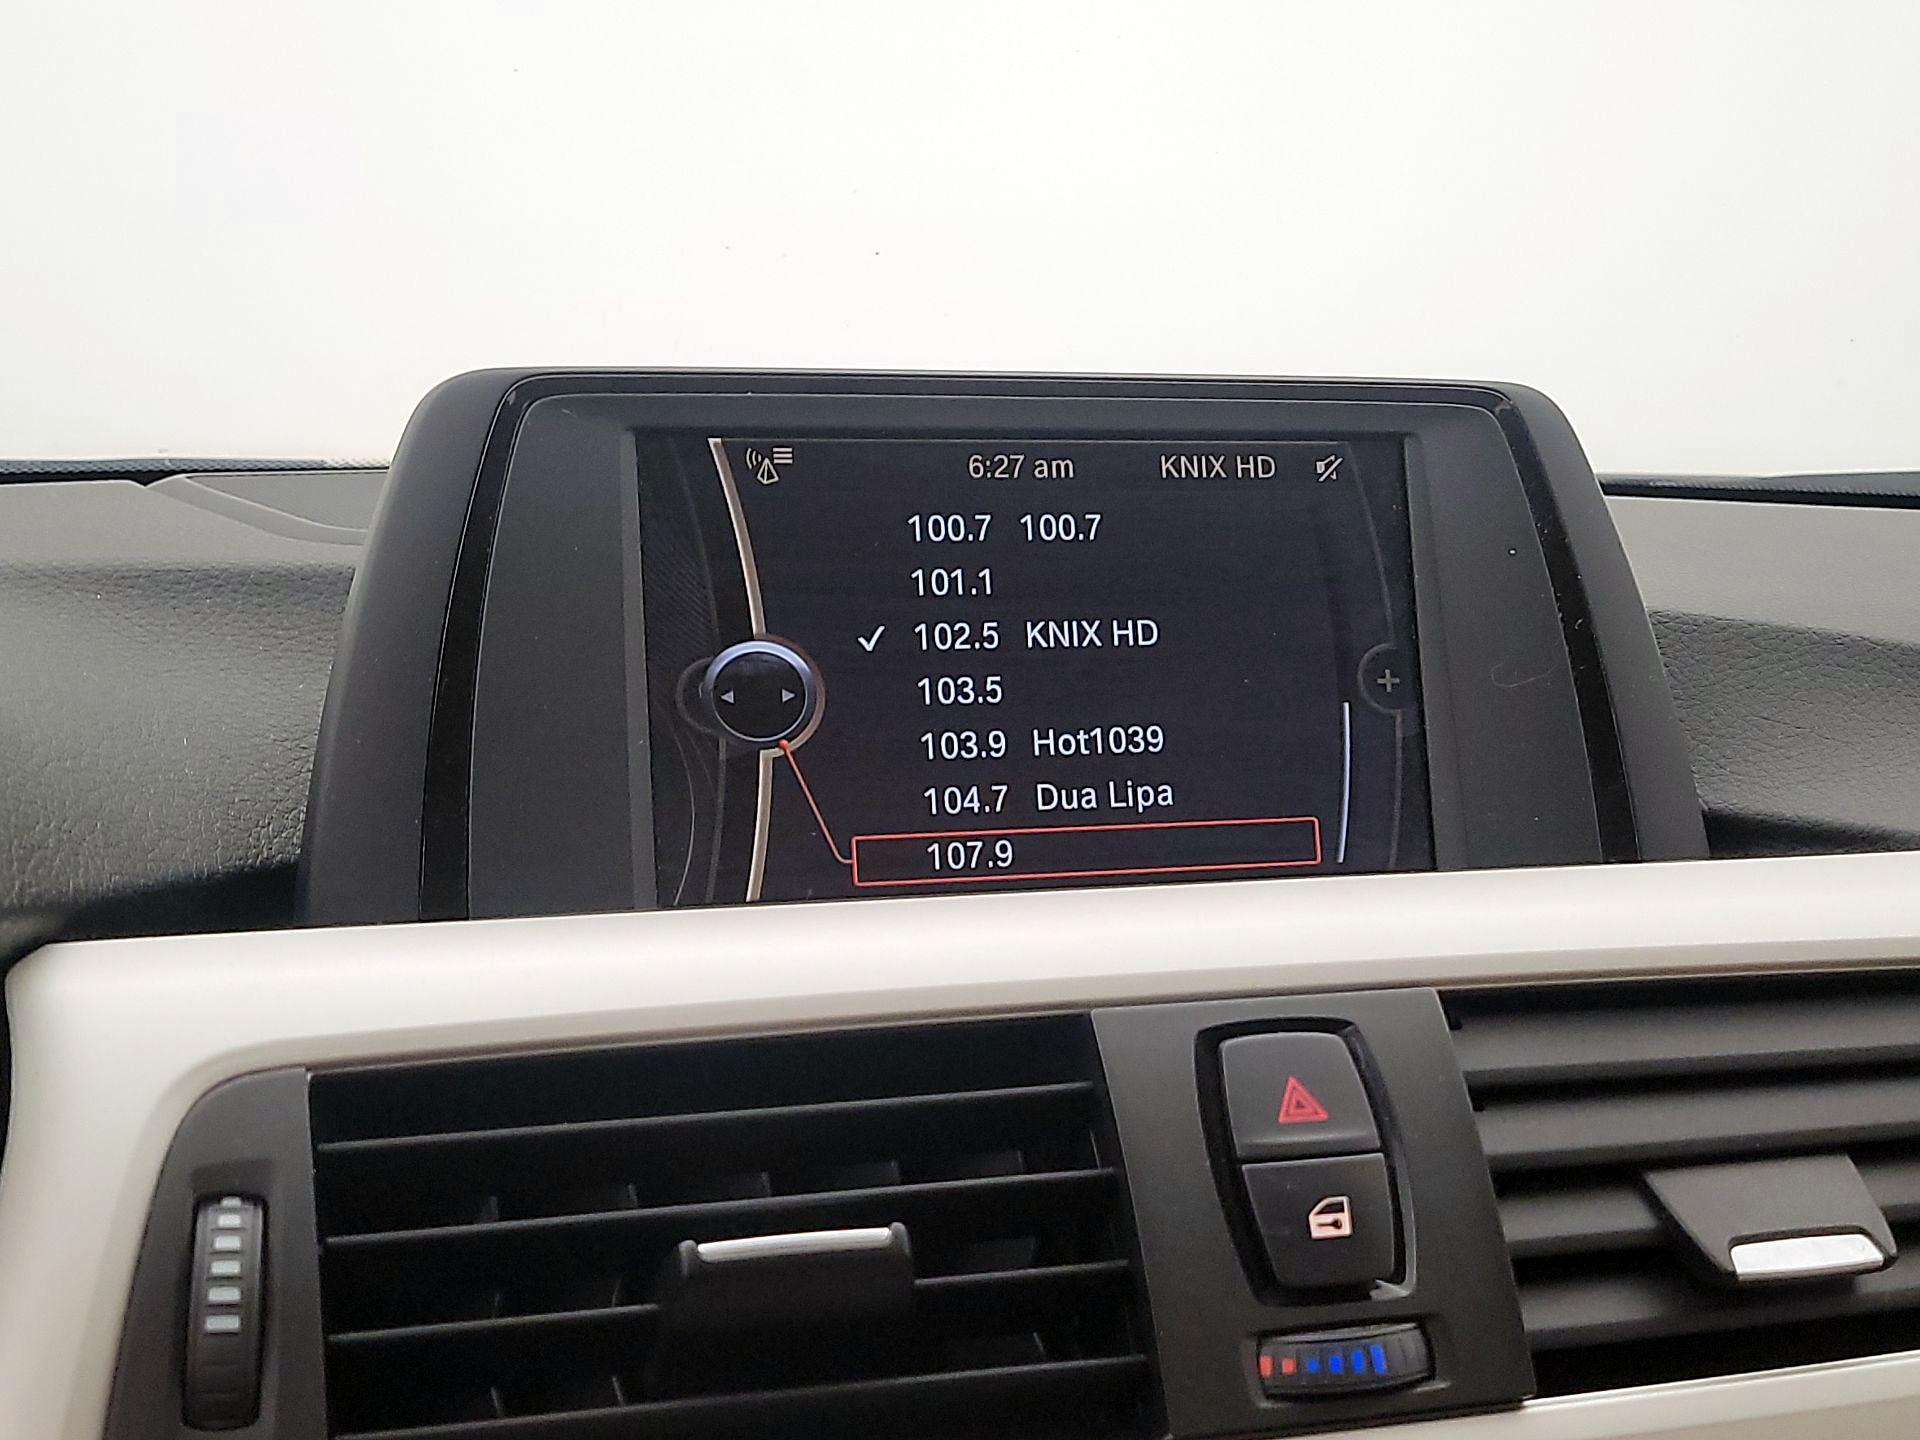 6:27 am KNIX HD
100.7 100.7
101.1
102.5 KNIX HD
103.5
103.9 Hot1039
104.7 Dua Lipa
107.9